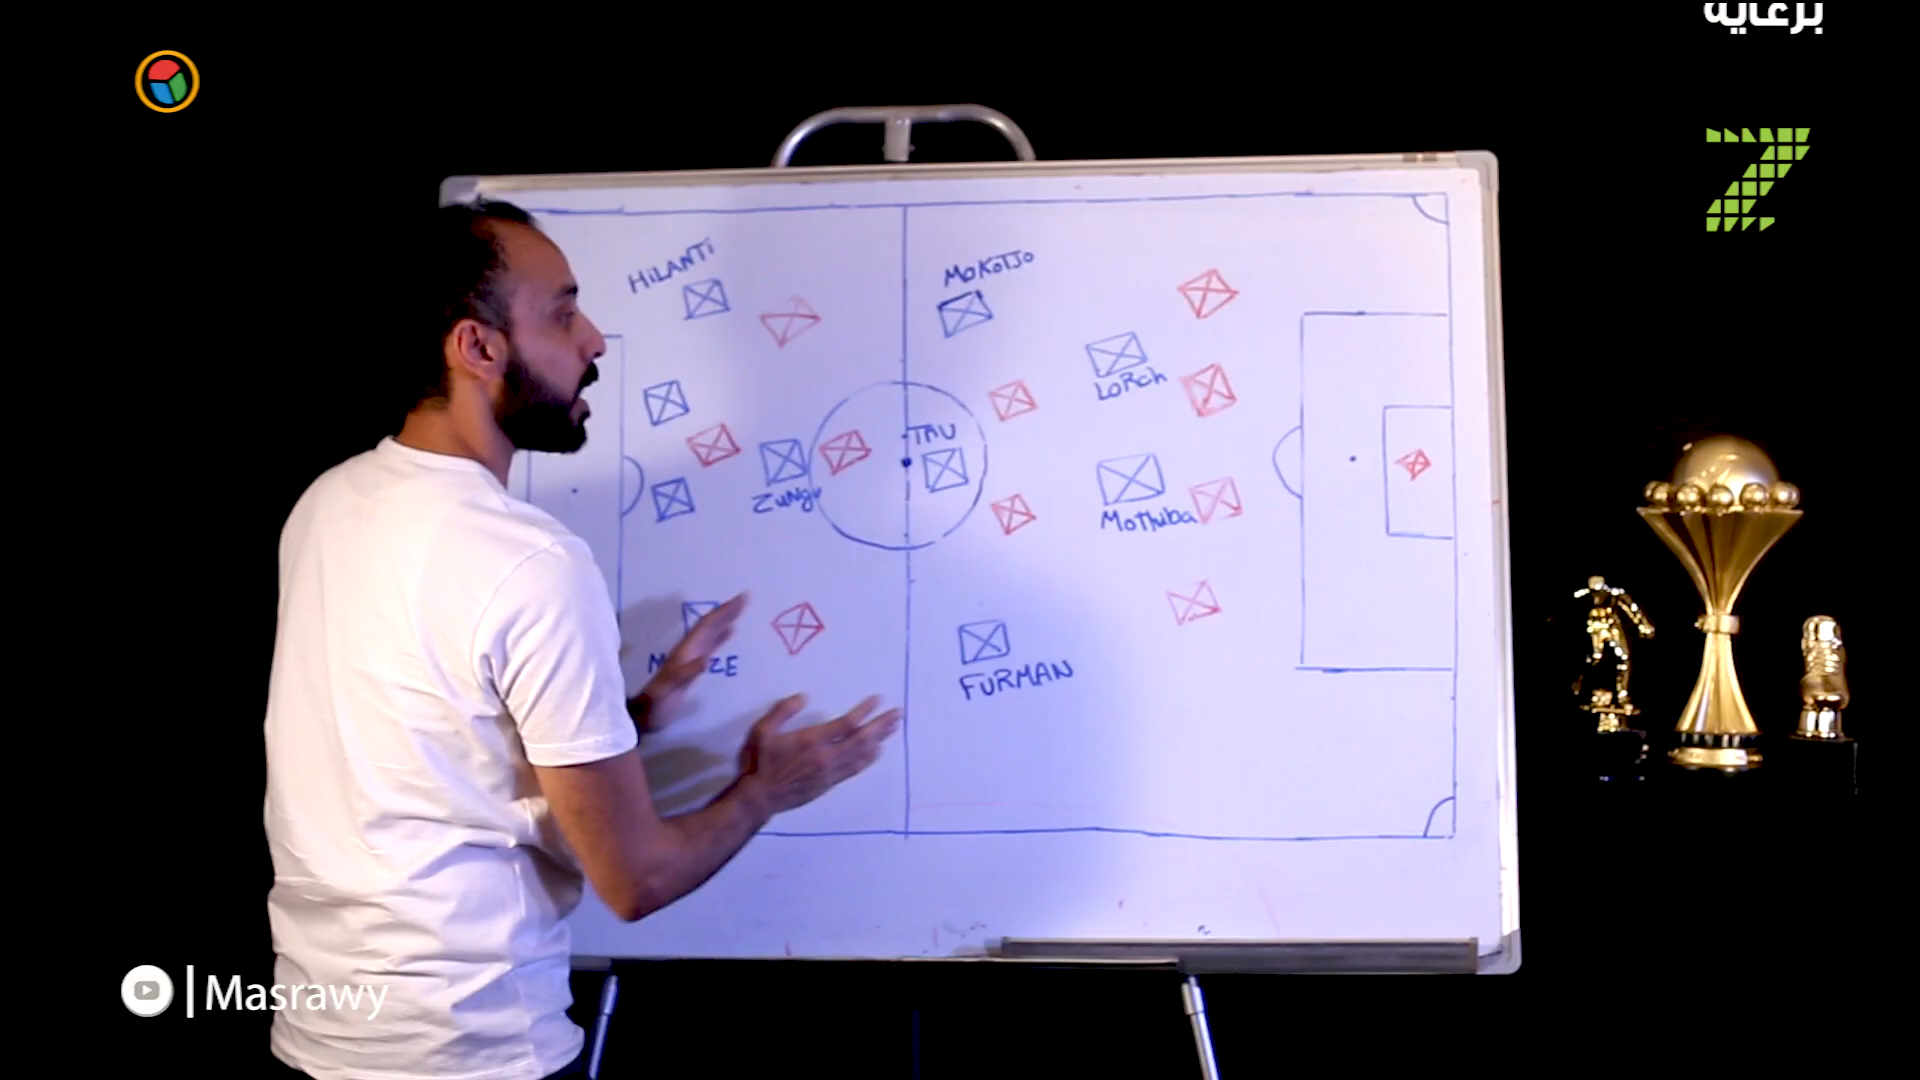 برعاية
HiLANTi
MoKoTJo
LoRch
TAU
Zungu
Mothiba
FURMAN
Masrawy